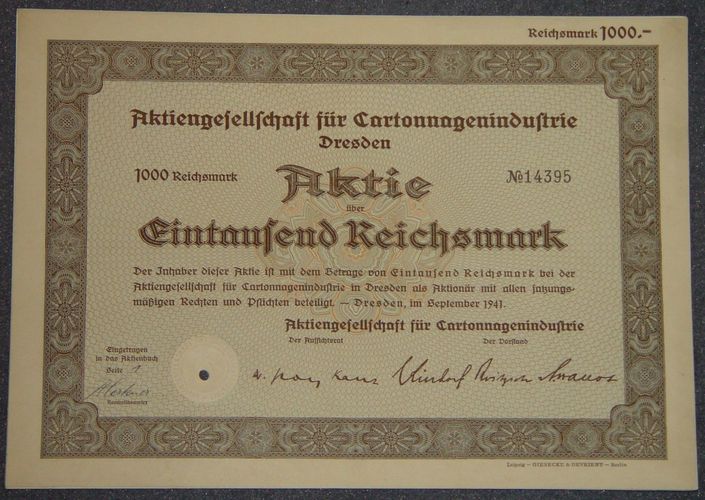 Reichsmark 1000.–
Aktiengesellschaft für Cartonnagenindustrie
Dresden
1000 Reichsmark
Aktie
№14395
über
Eintausend Reichsmark
Der Inhaber dieser Aktie ist mit dem Betrage von Eintausend Reichsmark bei der
Aktiengesellschaft für Cartonnagenindustrie in Dresden als Aktionär mit allen satzungs-
mäßigen Rechten und Pflichten beteiligt. — Dresden, im September 1941.
Aktiengesellschaft für Cartonnagenindustrie
Der Aufsichtsrat
Der Vorstand
Eingetragen
in das Aktienbuch
Seite 1
Kontrollbeamter
Leipzig – GIESECKE & DEVRIENT – Berlin